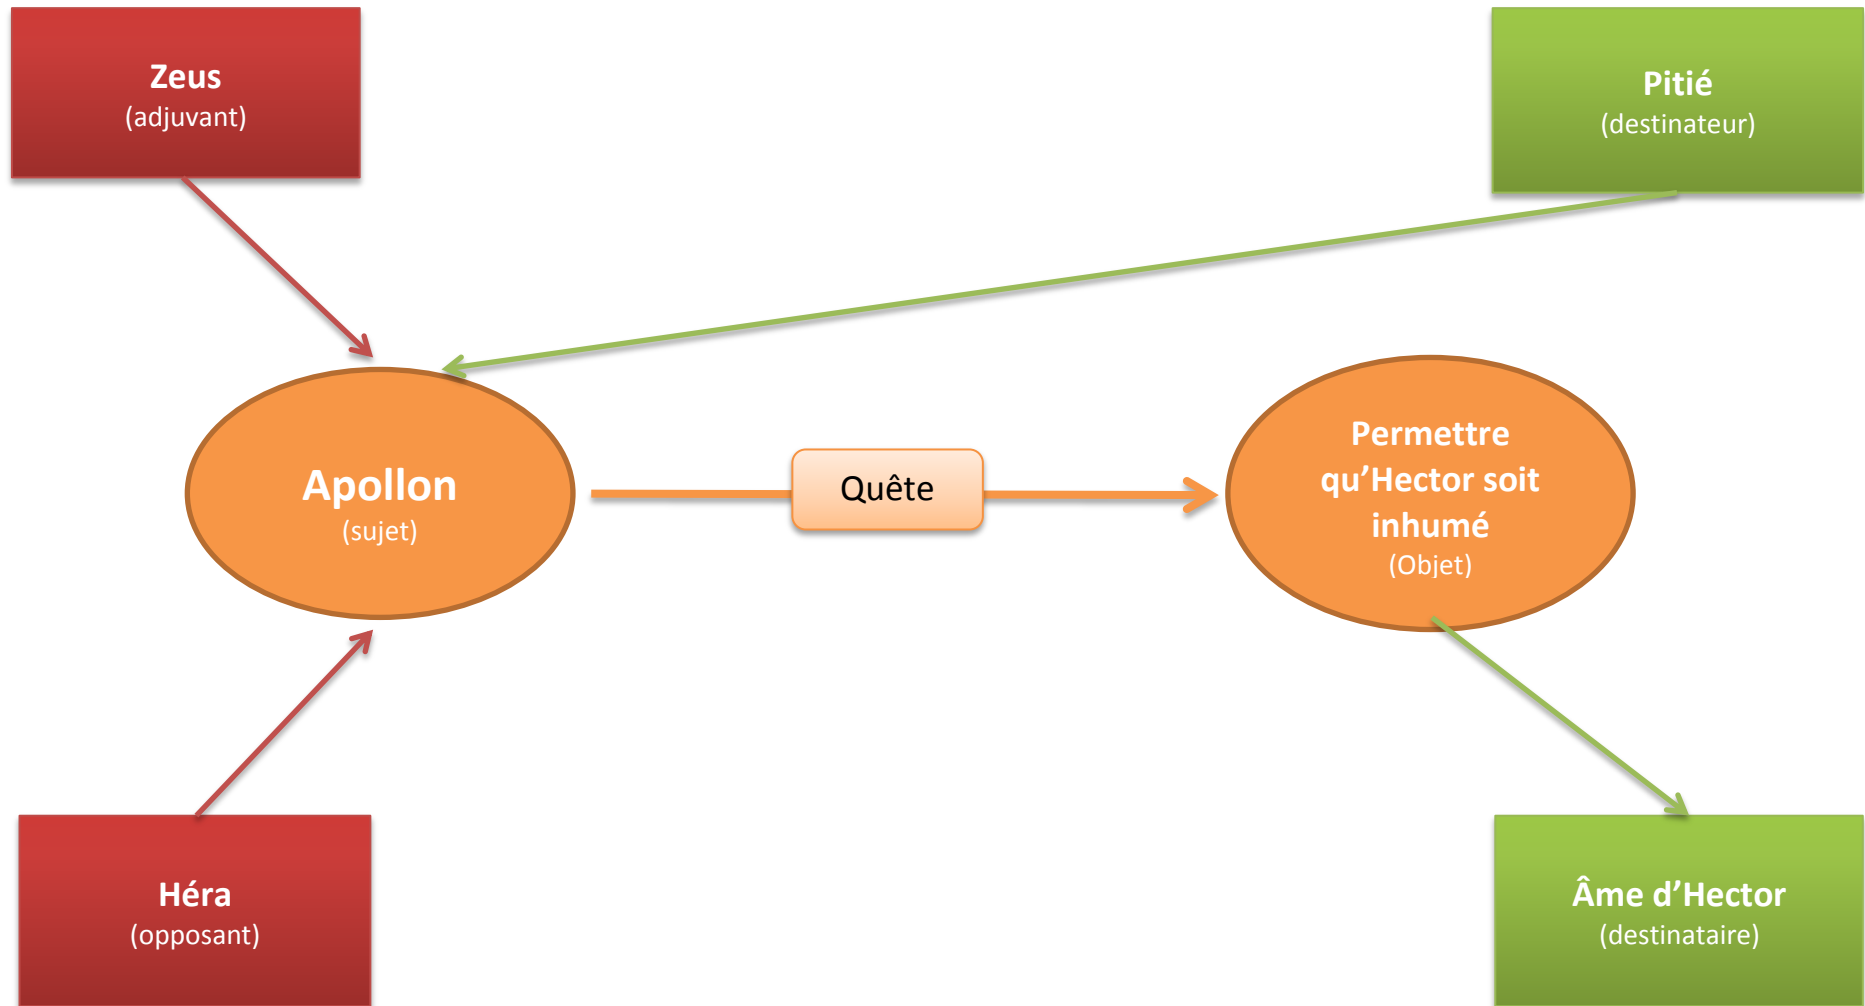 Zeus
(adjuvant)
Pitié
(destinateur)
Apollon
(sujet)
Quête
Permettre
qu’Hector soit
inhumé
(Objet)
Héra
(opposant)
Âme d’Hector
(destinataire)